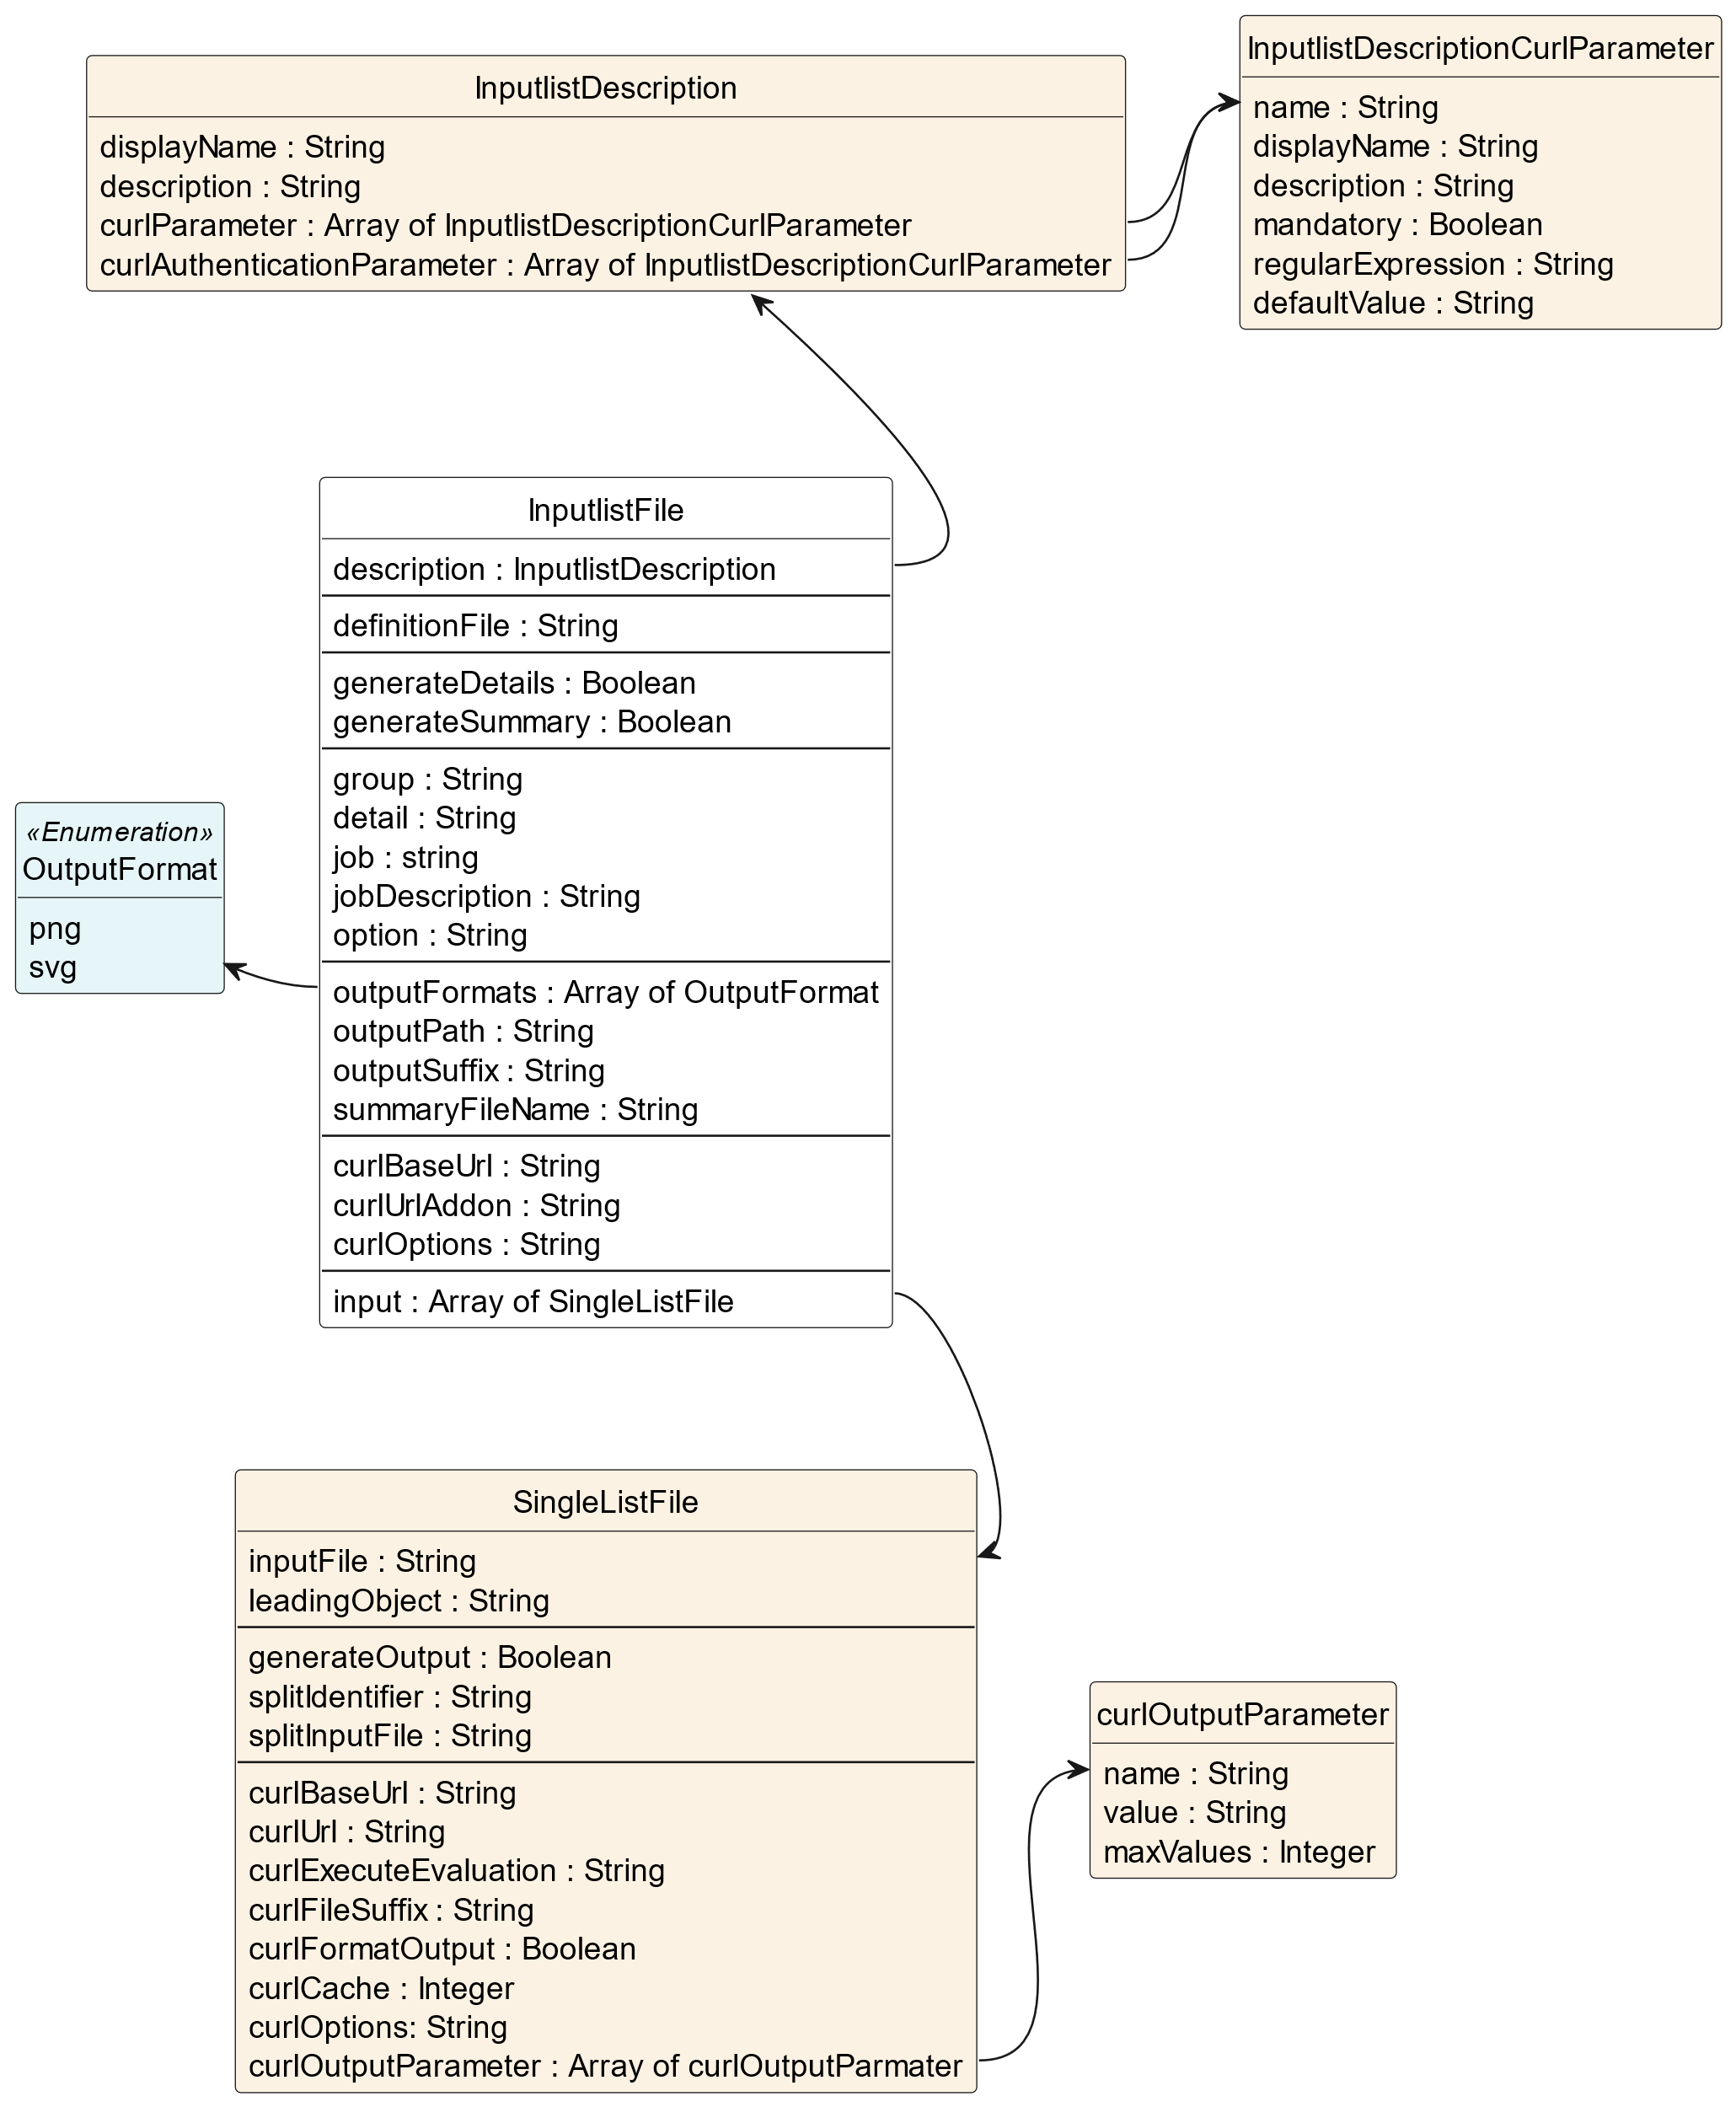 InputlistDescription
displayName : String
description : String
curlParameter : Array of InputlistDescriptionCurlParameter
curlAuthenticationParameter : Array of InputlistDescriptionCurlParameter
InputlistDescriptionCurlParameter
name : String
displayName : String
description : String
mandatory : Boolean
regularExpression : String
defaultValue : String
InputlistFile
description : InputlistDescription
definitionFile : String
generateDetails : Boolean
generateSummary : Boolean
group : String
detail : String
job : string
jobDescription : String
option : String
outputFormats : Array of OutputFormat
outputPath : String
outputSuffix : String
summaryFileName : String
curlBaseUrl : String
curlUrlAddon : String
curlOptions : String
input : Array of SingleListFile
«Enumeration»
OutputFormat
png
svg
SingleListFile
inputFile : String
leadingObject : String
generateOutput : Boolean
splitIdentifier : String
splitInputFile : String
curlBaseUrl : String
curlUrl : String
curlExecuteEvaluation : String
curlFileSuffix : String
curlFormatOutput : Boolean
curlCache : Integer
curlOptions: String
curlOutputParameter : Array of curlOutputParmater
curlOutputParameter
name : String
value : String
maxValues : Integer